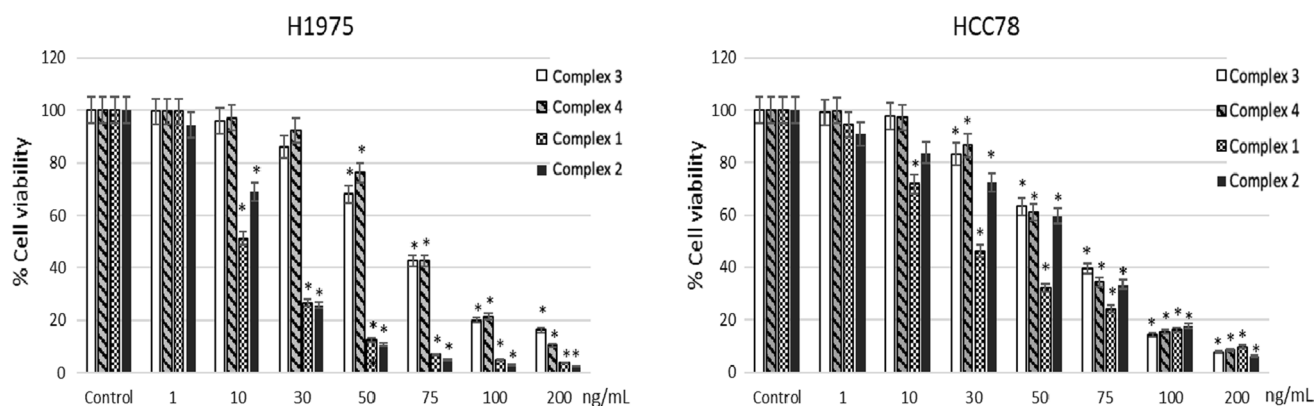 H1975
120
100
80
60
40
20
0
% Cell viability
Complex 3
Complex 4
Complex 1
Complex 2
* * * * * * * * * * * * * * * * * *
Control 1 10 30 50 75 100 200 ng/mL
HCC78
120
100
80
60
40
20
0
% Cell viability
Complex 3
Complex 4
Complex 1
Complex 2
* * * * * * * * * * * * * * * * * * * * *
Control 1 10 30 50 75 100 200 ng/mL